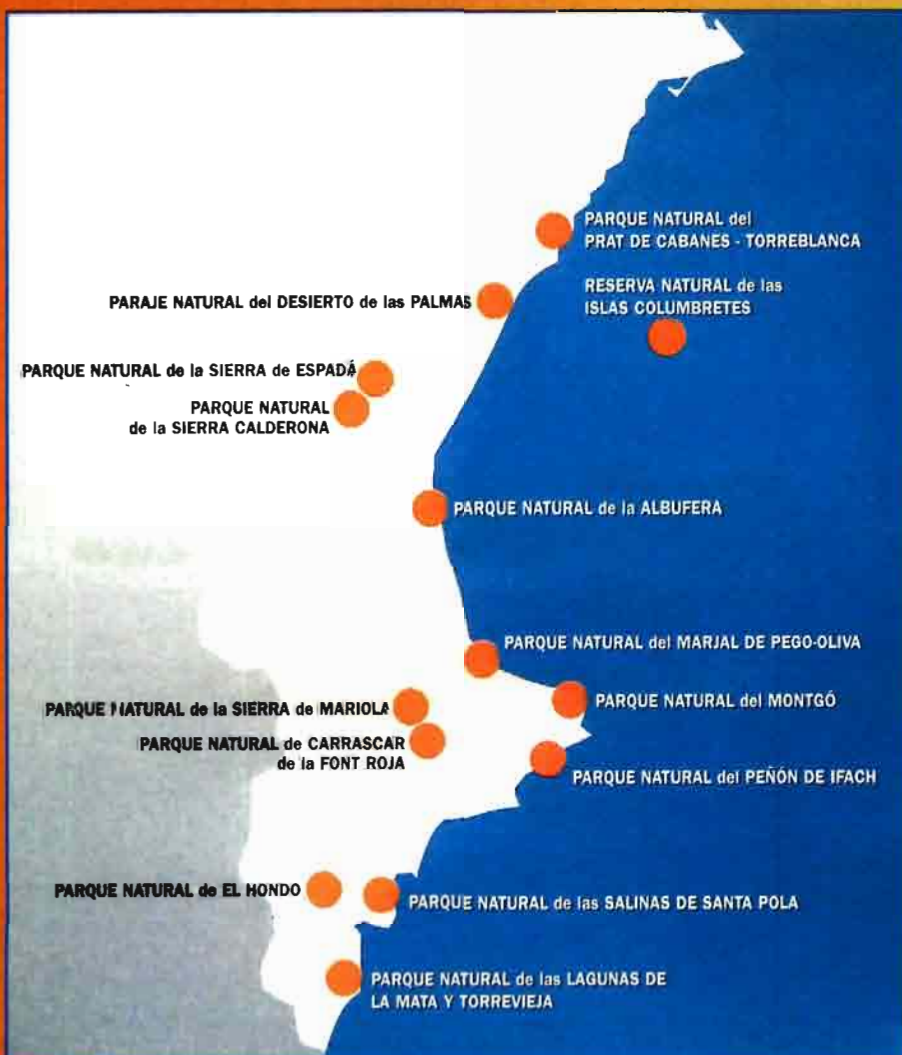 PARQUE NATURAL del
PRAT DE CABANES - TORREBLANCA
PARAJE NATURAL del DESIERTO de las PALMAS
RESERVA NATURAL de las
ISLAS COLUMBRETES
PARQUE NATURAL de la SIERRA de ESPADÁ
PARQUE NATURAL
de la SIERRA CALDERONA
PARQUE NATURAL de la ALBUFERA
PARQUE NATURAL del MARJAL DE PEGO-OLIVA
PARQUE NATURAL de la SIERRA de MARIOLA
PARQUE NATURAL del MONTGÓ
PARQUE NATURAL de CARRASCAR
de la FONT ROJA
PARQUE NATURAL del PEÑÓN DE IFACH
PARQUE NATURAL de EL HONDO
PARQUE NATURAL de las SALINAS DE SANTA POLA
PARQUE NATURAL de las LAGUNAS DE
LA MATA Y TORREVIEJA